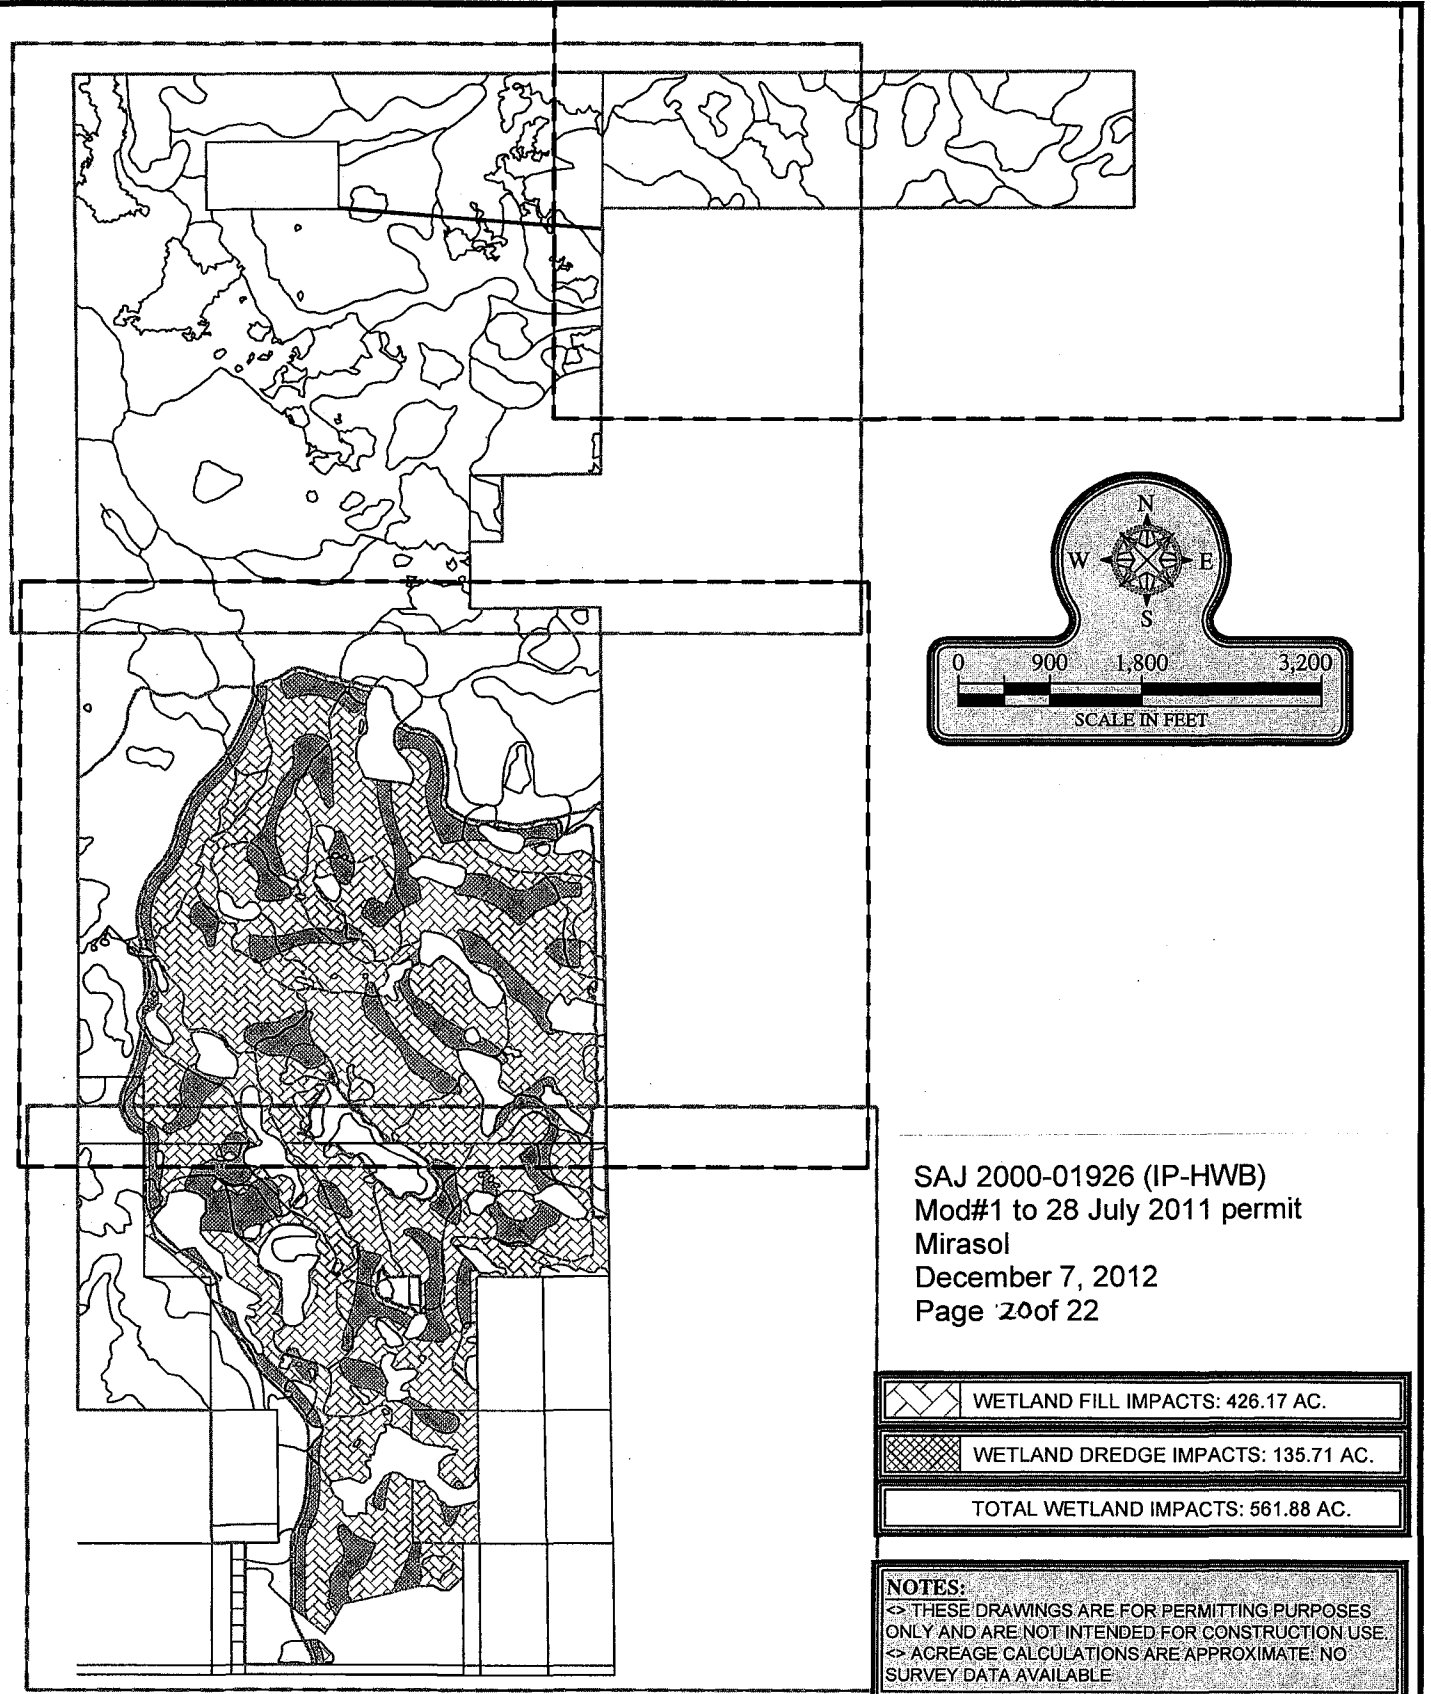 N
W E
S
0 900 1,800 3,200
SCALE IN FEET
SAJ 2000-01926 (IP-HWB)
Mod#1 to 28 July 2011 permit
Mirasol
December 7, 2012
Page 20 of 22
WETLAND FILL IMPACTS: 426.17 AC.
WETLAND DREDGE IMPACTS: 135.71 AC.
TOTAL WETLAND IMPACTS: 561.88 AC.
NOTES:
<> THESE DRAWINGS ARE FOR PERMITTING PURPOSES
ONLY AND ARE NOT INTENDED FOR CONSTRUCTION USE.
<> ACREAGE CALCULATIONS ARE APPROXIMATE: NO
SURVEY DATA AVAILABLE